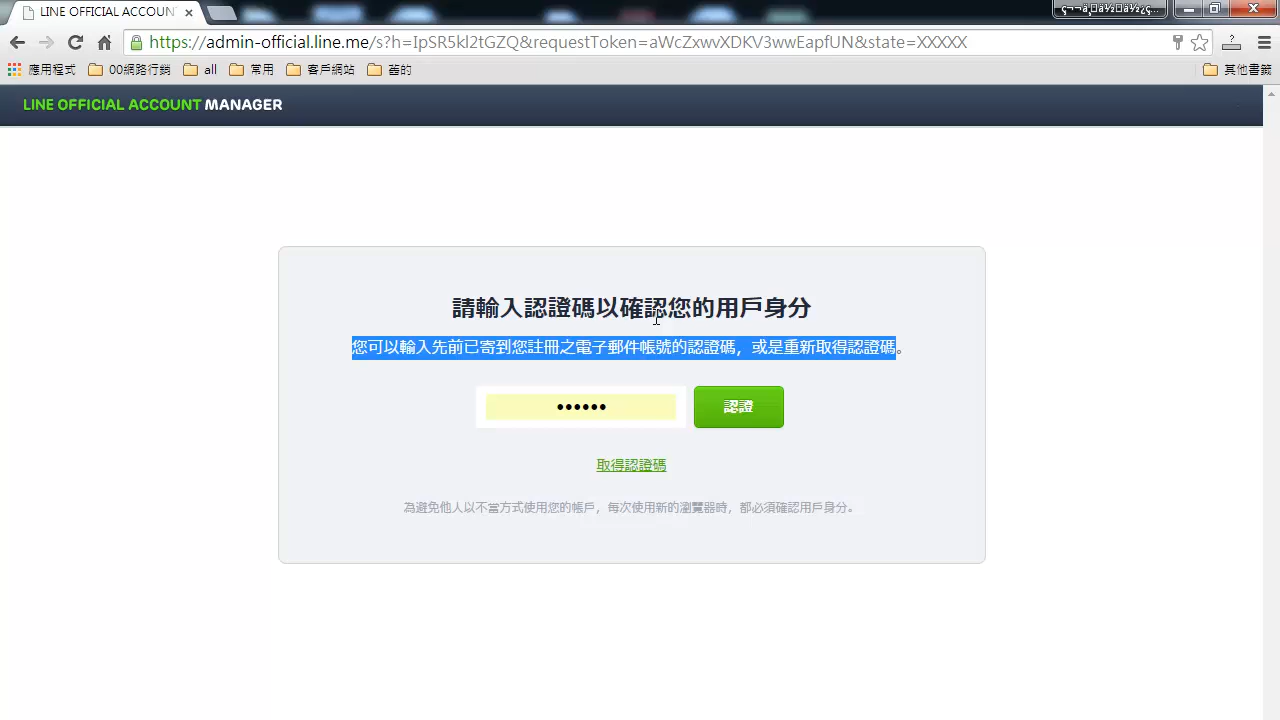 LINE OFFICIAL ACCOUN
https://admin-official.line.me/s?h=IpSR5kl2tGZQ&requestToken=aWcZxwvXDtV3wwEapfUN&state=XXXXX
應用程式 00網路行銷 all 常用 客戶網站 舊的 其他書籤
LINE OFFICIAL ACCOUNT MANAGER
請輸入認證碼以確認您的用戶身分
您可以輸入先前已寄到您註冊之電子郵件帳號的認證碼，或是重新取得認證碼。
•••••• 認證
取得認證碼
為避免他人以不當方式使用您的帳戶，每次使用新的瀏覽器時，都必須確認用戶身分。